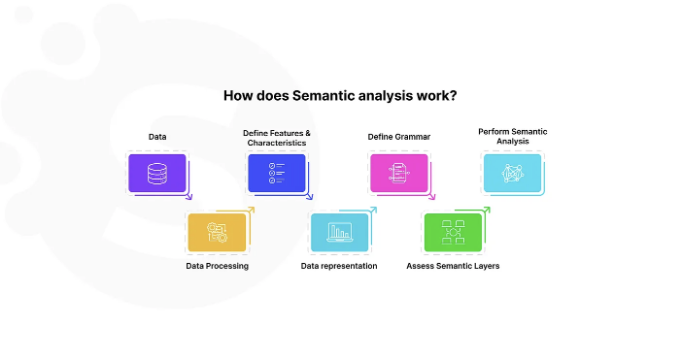 How does Semantic analysis work?
Data
Define Features &
Characteristics
Define Grammar
Perform Semantic
Analysis
Data Processing
Data representation
Assess Semantic Layers